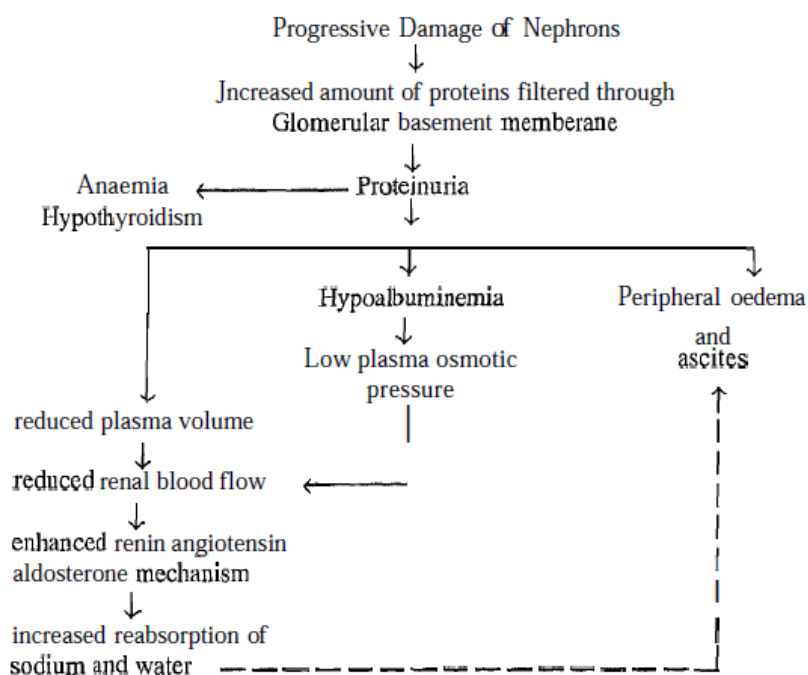 Progressive Damage of Nephrons
Jncreased amount of proteins filtered through
Glomerular basement memberane
Proteinuria
Anaemia
Hypothyroidism
Hypoalbuminemia
Peripheral oedema
and
ascites
Low plasma osmotic
pressure
reduced plasma volume
reduced renal blood flow
enhanced renin angiotensin
aldosterone mechanism
increased reabsorption of
sodium and water